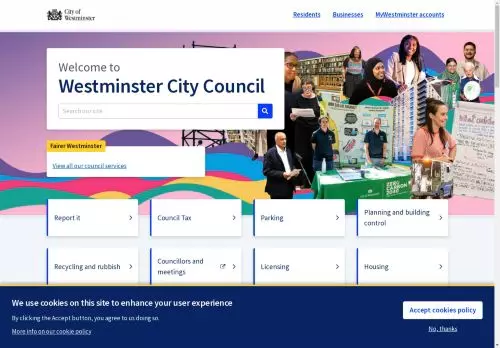 City of
Westminster
Residents
Businesses
MyWestminster accounts
Welcome to
Westminster City Council
Search our site
Fairer Westminster
View all our council services
Report it
Council Tax
Parking
Planning and building
control
Recycling and rubbish
Councillors and
meetings
Licensing
Housing
We use cookies on this site to enhance your user experience
By clicking the Accept button, you agree to us doing so.
More info on our cookie policy
Accept cookies policy
No, thanks